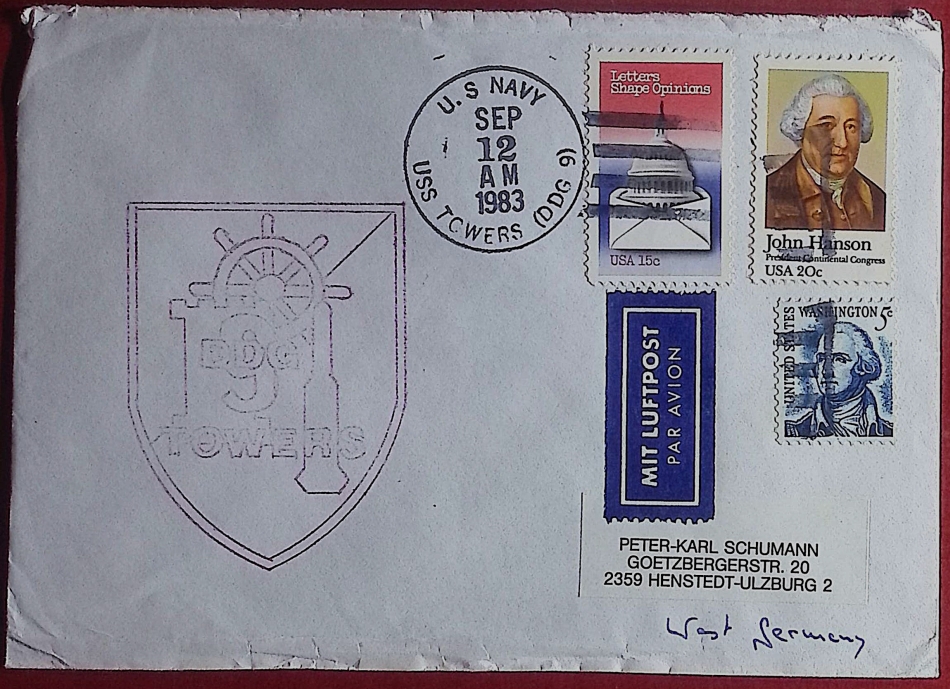 U.S NAVY
SEP
12
AM
1983
USS TOWERS (DDG 9)
Letters
Shape Opinions
USA 15c
John Hanson
President Continental Congress
USA 20c
UNITED STATES
WASHINGTON 5c
DDG
9
TOWERS
MIT LUFTPOST
PAR AVION
PETER-KARL SCHUMANN
GOETZBERGERSTR. 20
2359 HENSTEDT-ULZBURG 2
West Germany